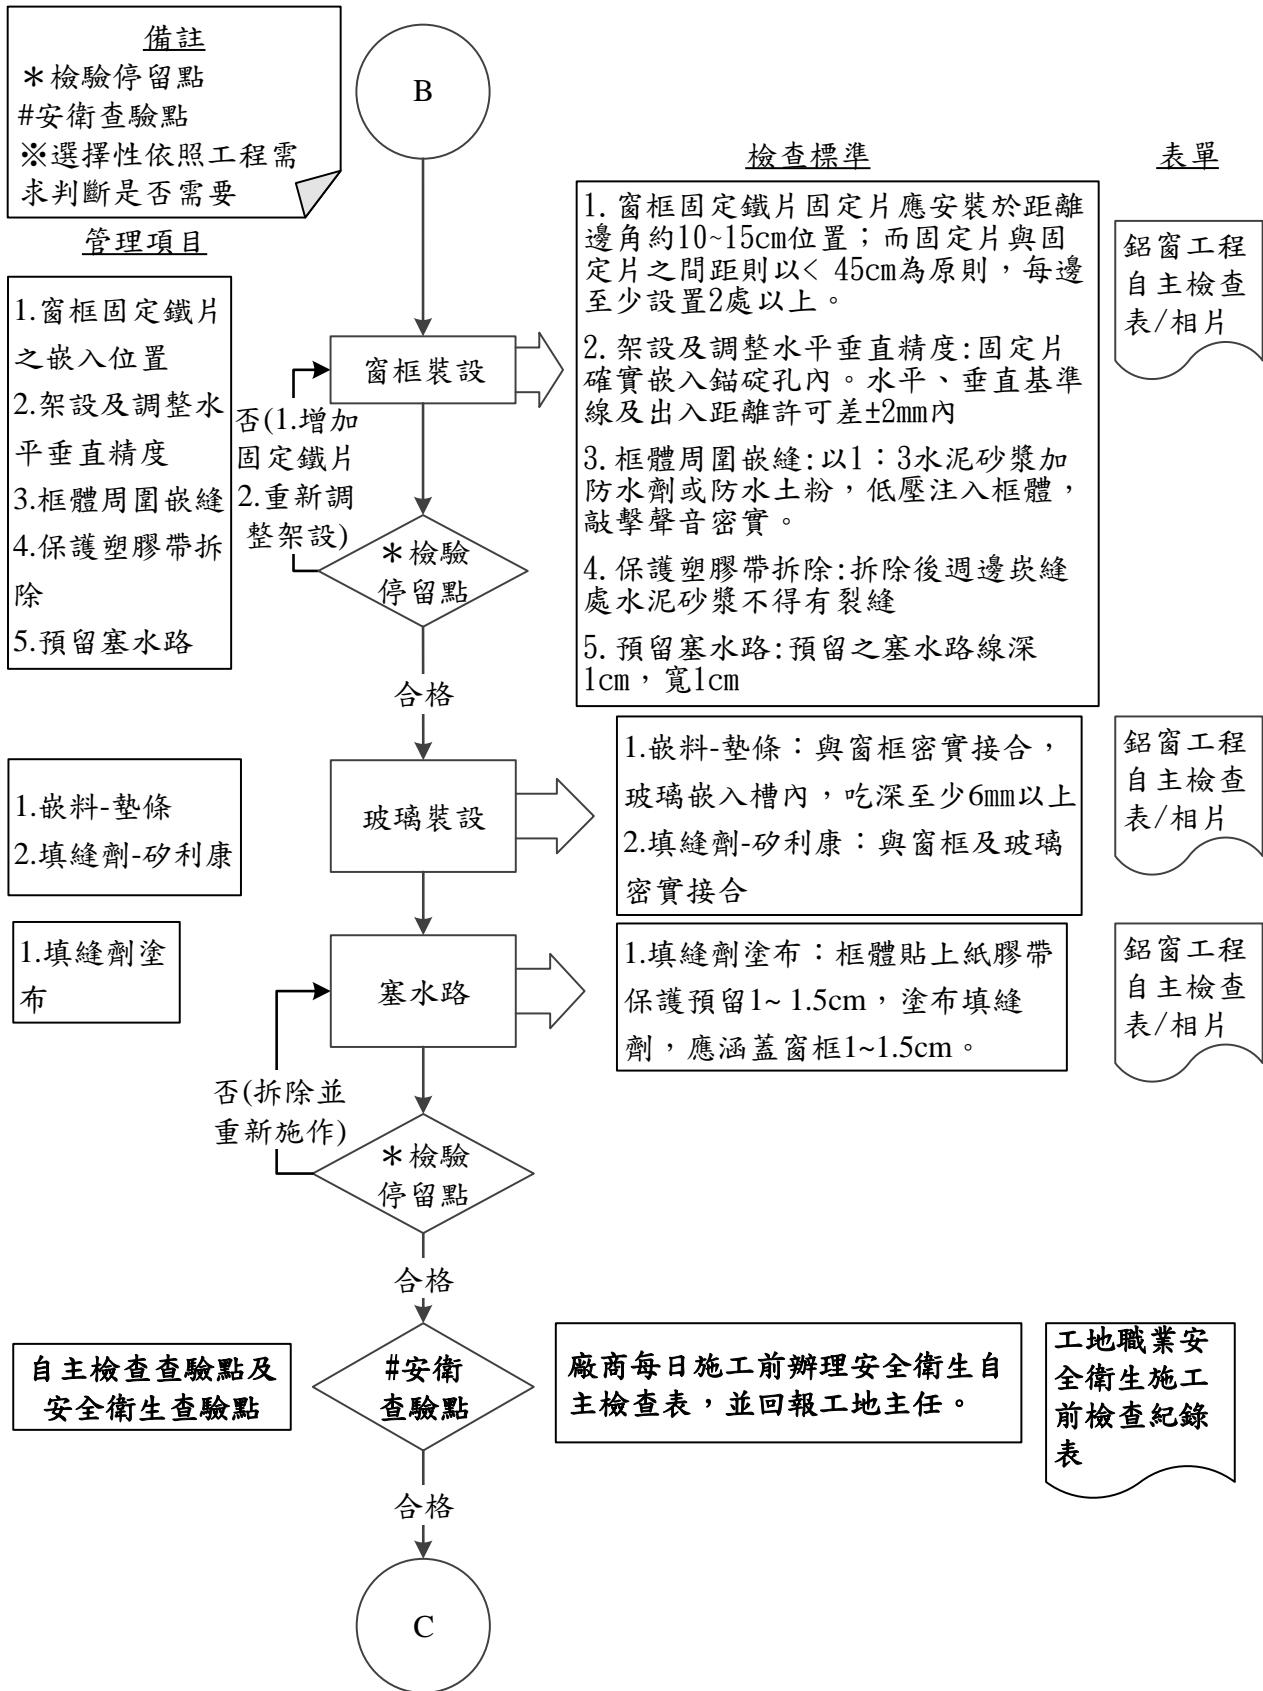 備註
＊檢驗停留點
#安衛查驗點
※選擇性依照工程需
求判斷是否需要
B
管理項目
檢查標準
表單
1.窗框固定鐵片
之嵌入位置
2.架設及調整水
平垂直精度
3.框體周圍嵌縫
4.保護塑膠帶拆
除
5.預留塞水路
窗框裝設
否(1.增加
固定鐵片
2.重新調
整架設)
＊檢驗
停留點
合格
1. 窗框固定鐵片固定片應安裝於距離
邊角約10~15cm位置；而固定片與固
定片之間距則以< 45cm為原則，每邊
至少設置2處以上。
2. 架設及調整水平垂直精度:固定片
確實嵌入錨碇孔內。水平、垂直基準
線及出入距離許可差±2mm內
3. 框體周圍嵌縫:以1：3水泥砂漿加
防水劑或防水土粉，低壓注入框體，
敲擊聲音密實。
4. 保護塑膠帶拆除:拆除後週邊崁縫
處水泥砂漿不得有裂縫
5. 預留塞水路:預留之塞水路線深
1cm，寬1cm
鋁窗工程
自主檢查
表/相片
1.嵌料-墊條
2.填縫劑-矽利康
玻璃裝設
1.嵌料-墊條：與窗框密實接合，
玻璃嵌入槽內，吃深至少6mm以上
2.填縫劑-矽利康：與窗框及玻璃
密實接合
鋁窗工程
自主檢查
表/相片
1.填縫劑塗
布
塞水路
否(拆除並
重新施作)
＊檢驗
停留點
合格
1.填縫劑塗布：框體貼上紙膠帶
保護預留1~ 1.5cm，塗布填縫
劑，應涵蓋窗框1~1.5cm。
鋁窗工程
自主檢查
表/相片
自主檢查查驗點及
安全衛生查驗點
#安衛
查驗點
廠商每日施工前辦理安全衛生自
主檢查表，並回報工地主任。
工地職業安
全衛生施工
前檢查紀錄
表
合格
C